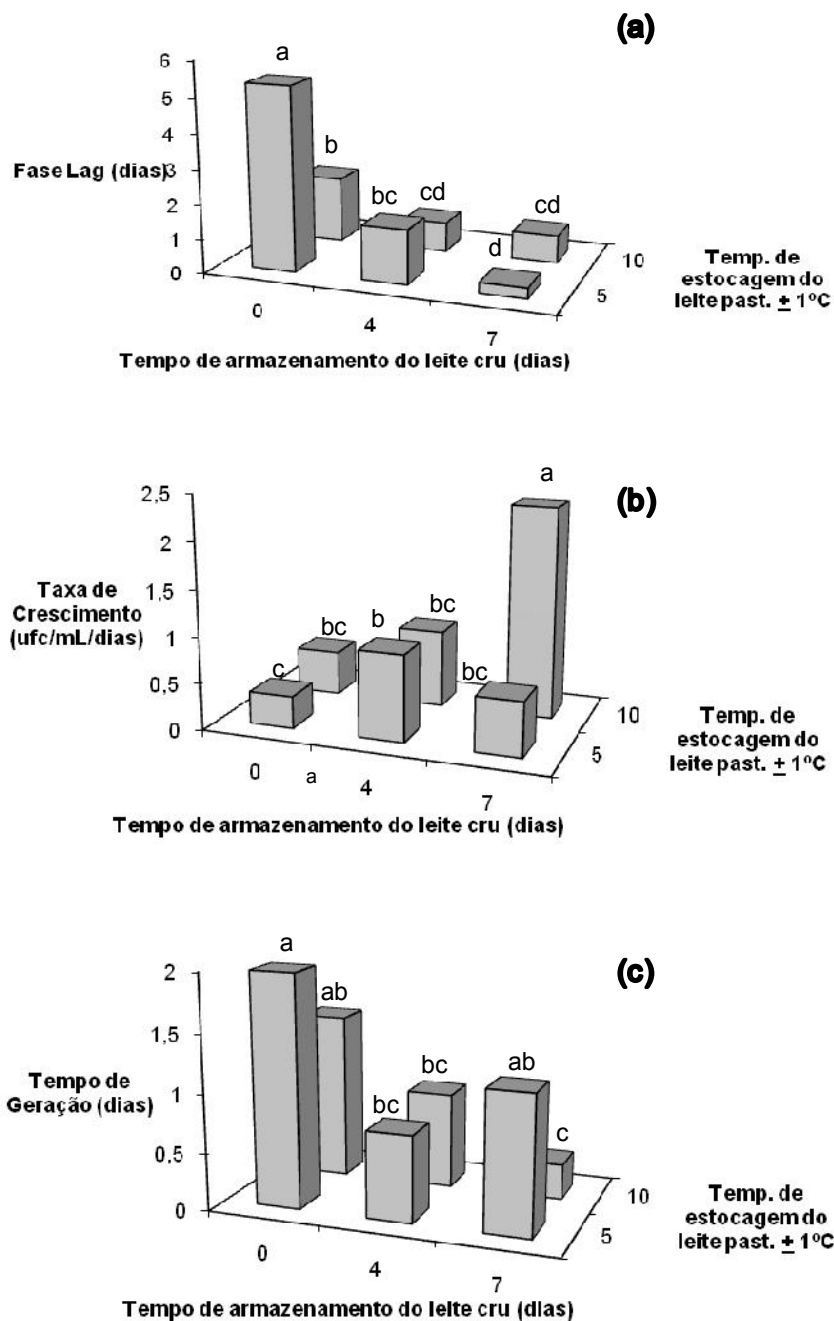 (a)
a
6
5
4
Fase Lag (dias)
3
2
1
0
b
bc
cd
cd
d
10
5
Temp. de
estocagem do
leite past. ± 1ºC
0
4
7
Tempo de armazenamento do leite cru (dias)
(b)
a
2,5
2
Taxa de
Crescimento
(ufc/mL/dias)
1,5
1
0,5
0
c
bc
b
bc
bc
10
5
Temp. de
estocagem do
leite past. ± 1ºC
0
a
4
7
Tempo de armazenamento do leite cru (dias)
(c)
a
2
1,5
Tempo de
Geração (dias)
1
0,5
0
ab
bc
bc
ab
c
10
5
Temp. de
estocagem do
leite past. ± 1ºC
0
4
7
Tempo de armazenamento do leite cru (dias)